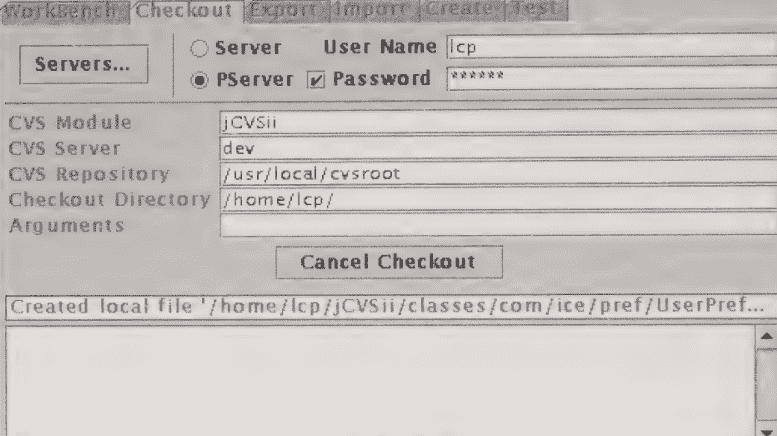 WorkBench Checkout Export Import Create Test
Servers...
Server User Name lcp
PServer Password ******
CVS Module jCVSii
CVS Server dev
CVS Repository /usr/local/cvsroot
Checkout Directory /home/lcp/
Arguments
Cancel Checkout
Created local file '/home/lcp/jCVSii/classes/com/ice/pref/UserPref...